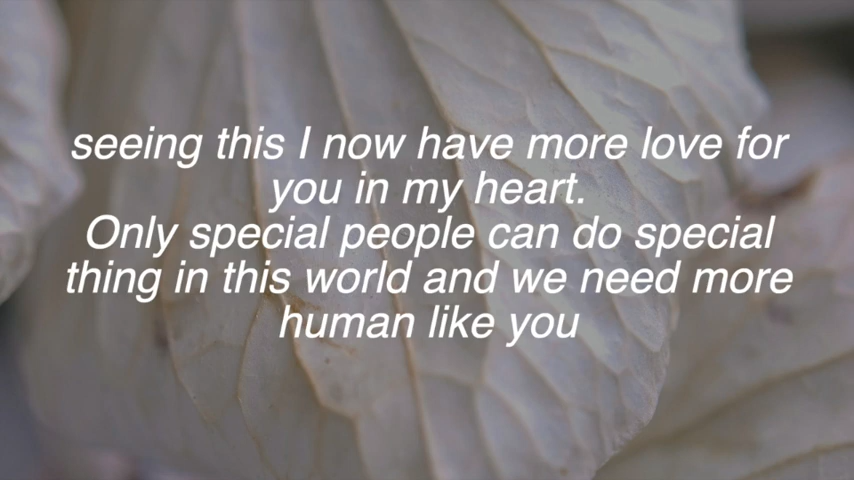 seeing this I now have more love for
you in my heart.
Only special people can do special
thing in this world and we need more
human like you